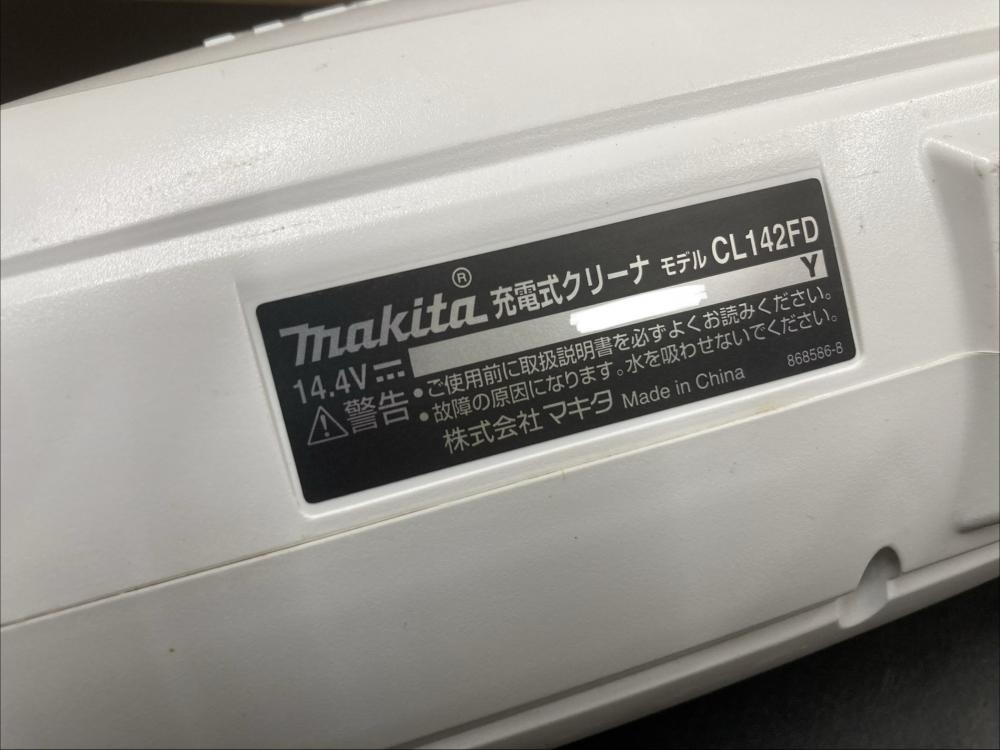 makita® 充電式クリーナ モデル CL142FD
14.4V⎓ Y
⚠警告 •ご使用前に取扱説明書を必ずよくお読みください。
•故障の原因になります。水を吸わせないでください。
株式会社マキタ Made in China 868586-8